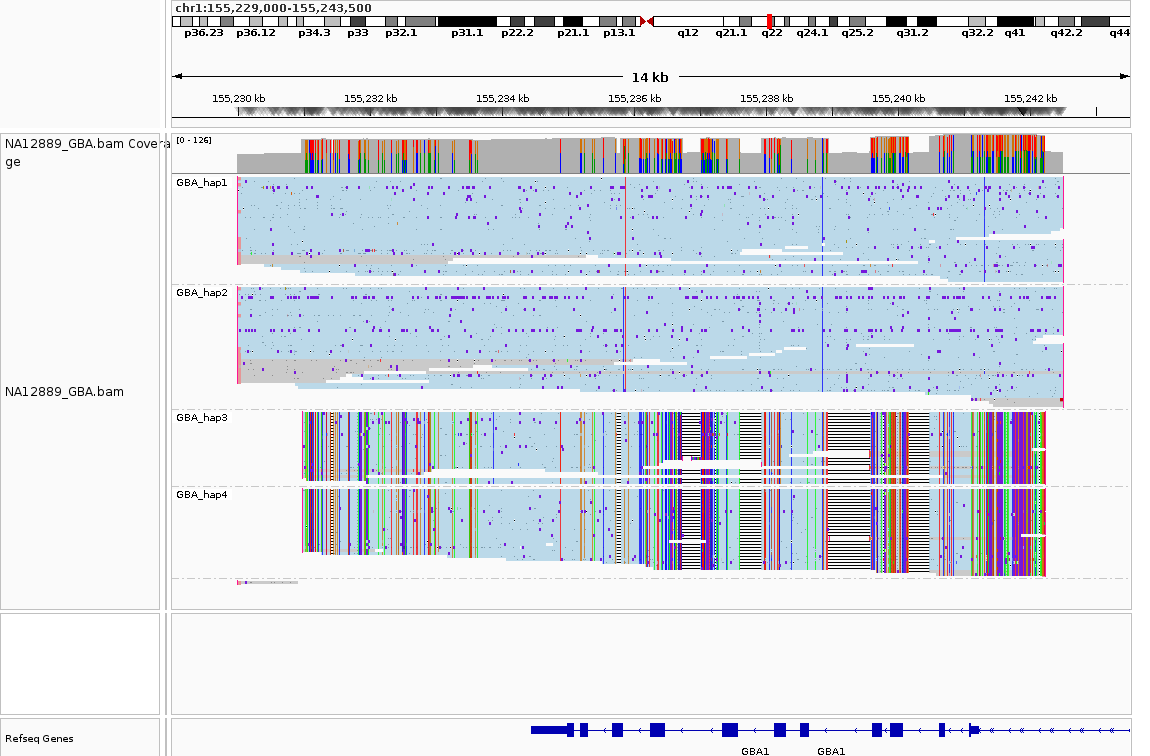 chr1:155,229,000-155,243,500
p36.23 p36.12 p34.3 p33 p32.1 p31.1 p22.2 p21.1 p13.1 q12 q21.1 q22 q24.1 q25.2 q31.2 q32.2 q41 q42.2 q44
14 kb
155,230 kb 155,232 kb 155,234 kb 155,236 kb 155,238 kb 155,240 kb 155,242 kb
NA12889_GBA.bam Covera
ge
[0 - 126]
GBA_hap1
GBA_hap2
NA12889_GBA.bam
GBA_hap3
GBA_hap4
Refseq Genes
GBA1 GBA1